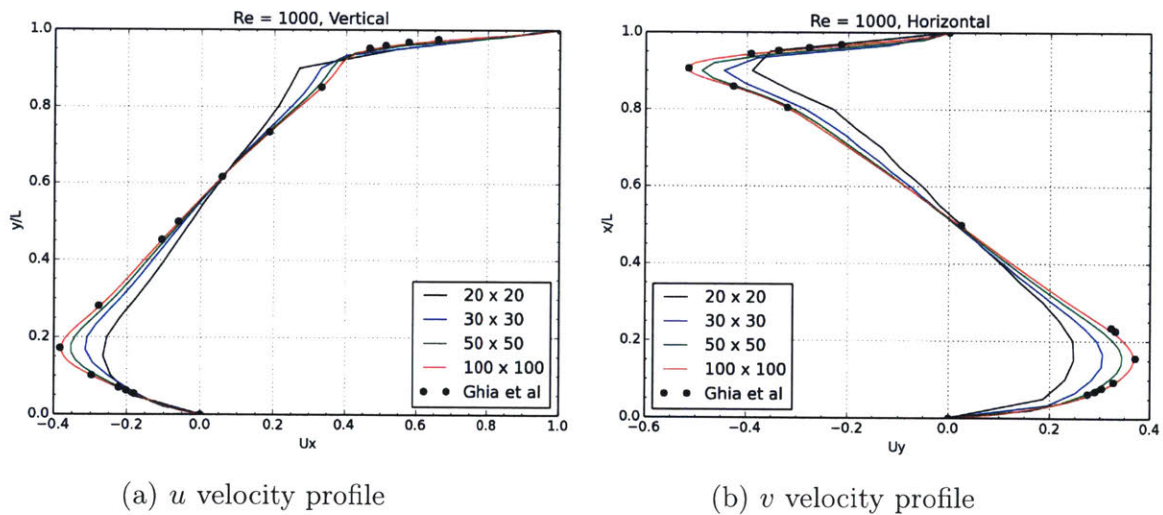 Re = 1000, Vertical
1.0
0.8
0.6
0.4
0.2
0.0
y/L
−0.4
−0.2
0.0
0.2
0.4
0.6
0.8
1.0
Ux
20 x 20
30 x 30
50 x 50
100 x 100
Ghia et al
(a) u velocity profile
Re = 1000, Horizontal
1.0
0.8
0.6
0.4
0.2
0.0
x/L
−0.6
−0.4
−0.2
0.0
0.2
0.4
Uy
20 x 20
30 x 30
50 x 50
100 x 100
Ghia et al
(b) v velocity profile